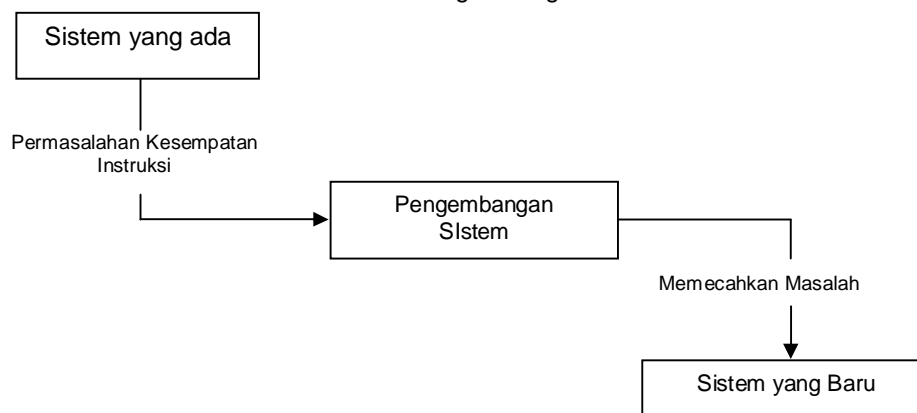 Sistem yang ada
Permasalahan Kesempatan
Instruksi
Pengembangan
SIstem
Memecahkan Masalah
Sistem yang Baru